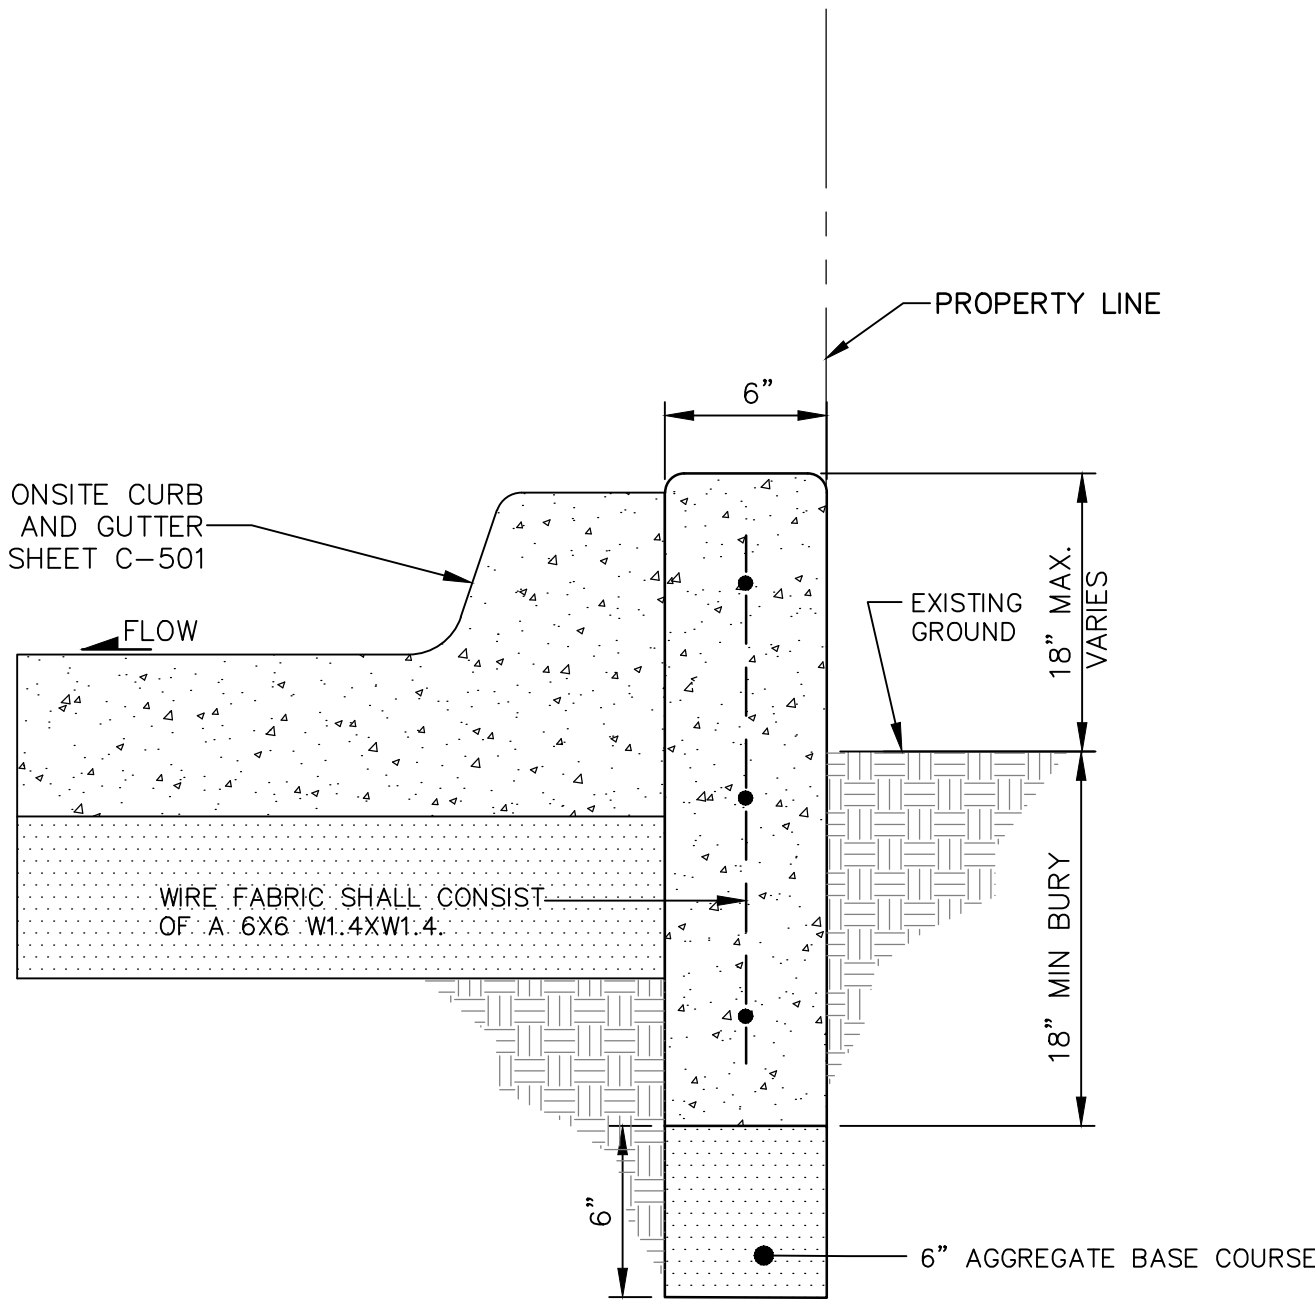 PROPERTY LINE
6”
ONSITE CURB
AND GUTTER
SHEET C-501
FLOW
EXISTING
GROUND
18” MAX.
VARIES
WIRE FABRIC SHALL CONSIST
OF A 6X6 W1.4XW1.4.
18” MIN BURY
6”
6” AGGREGATE BASE COURSE